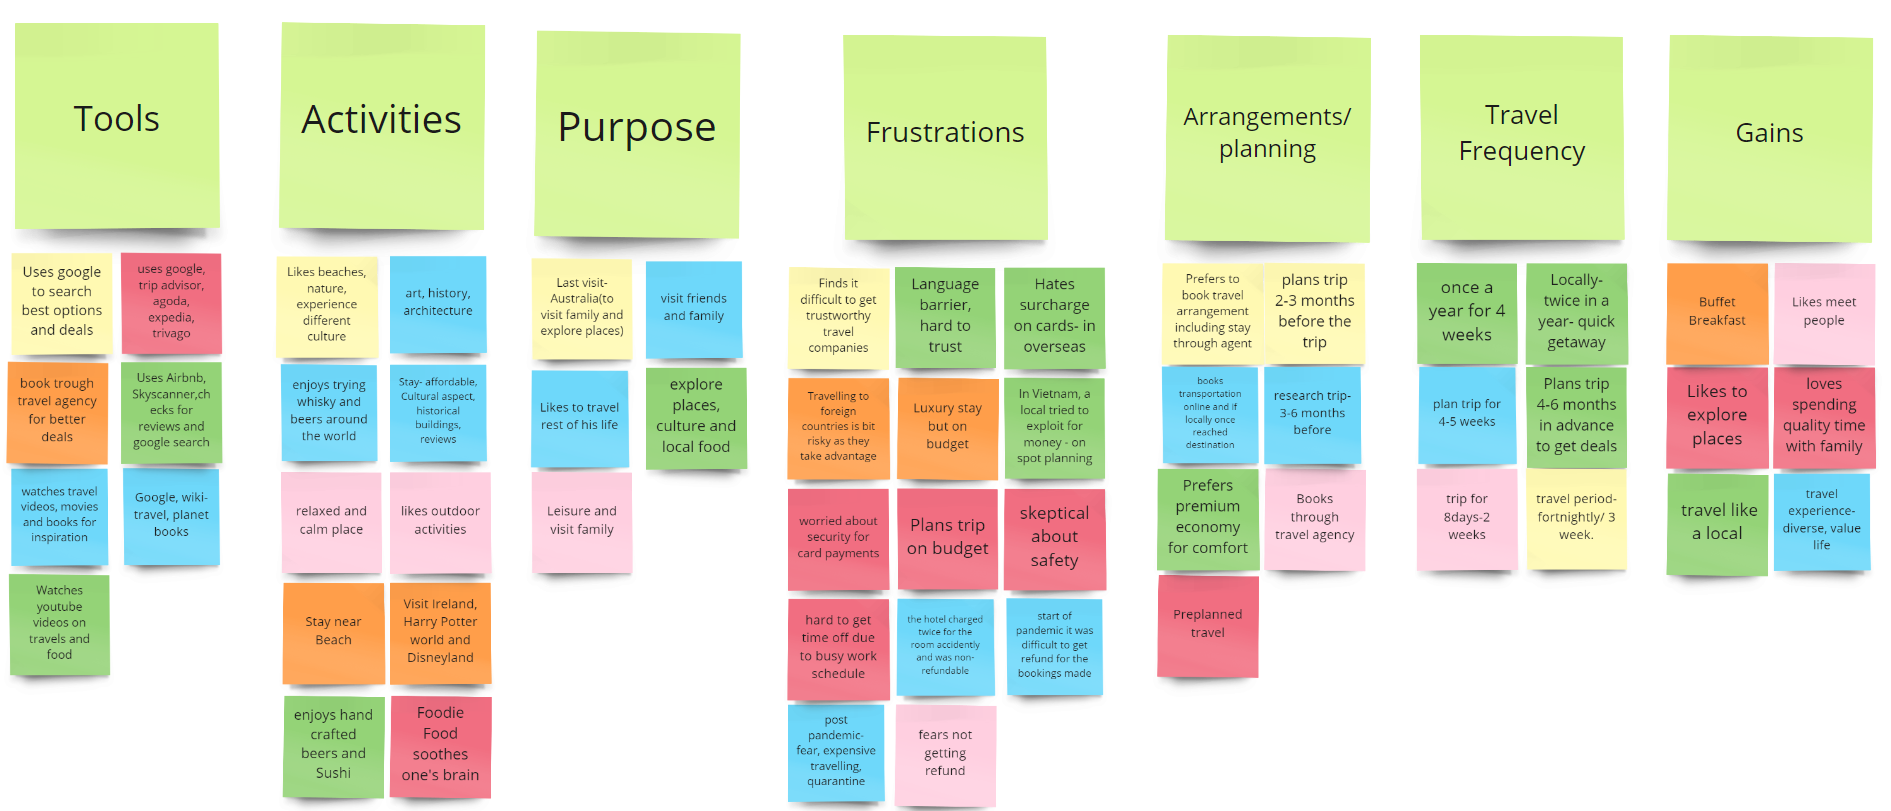 Tools
Uses google
to search
best options
and deals
uses google,
trip advisor,
agoda,
expedia,
trivago
book trough
travel agency
for better
deals
Uses Airbnb,
Skyscanner,ch
ecks for
reviews and
google search
watches travel
videos, movies
and books for
inspiration
Google, wiki-
travel, planet
books
Watches
youtube
videos on
travels and
food
Activities
Likes beaches,
nature,
experience
different
culture
art, history,
architecture
enjoys trying
whisky and
beers around
the world
Stay- affordable,
Cultural aspect,
historical
buildings,
reviews
relaxed and
calm place
likes outdoor
activities
Stay near
Beach
Visit Ireland,
Harry Potter
world and
Disneyland
enjoys hand
crafted
beers and
Sushi
Foodie
Food
soothes
one's brain
Purpose
Last visit-
Australia(to
visit family and
explore places)
visit friends
and family
Likes to travel
rest of his life
explore
places,
culture and
local food
Leisure and
visit family
Frustrations
Finds it
difficult to get
trustworthy
travel
companies
Language
barrier,
hard to
trust
Hates
surcharge
on cards- in
overseas
Travelling to
foreign
countries is bit
risky as they
take advantage
Luxury stay
but on
budget
In Vietnam, a
local tried to
exploit for
money - on
spot planning
worried about
security for
card payments
Plans trip
on budget
skeptical
about
safety
hard to get
time off due
to busy work
schedule
the hotel charged
twice for the
room accidently
and was non-
refundable
start of
pandemic it was
difficult to get
refund for the
bookings made
post
pandemic-
fear, expensive
travelling,
quarantine
fears not
getting
refund
Arrangements/
planning
Prefers to
book travel
arrangement
including stay
through agent
plans trip
2-3 months
before the
trip
books
transportation
online and if
locally once
reached
destination
research trip-
3-6 months
before
Prefers
premium
economy
for comfort
Books
through
travel agency
Preplanned
travel
Travel
Frequency
once a
year for 4
weeks
Locally-
twice in a
year- quick
getaway
plan trip for
4-5 weeks
Plans trip
4-6 months
in advance
to get deals
trip for
8days-2
weeks
travel period-
fortnightly/ 3
week.
Gains
Buffet
Breakfast
Likes meet
people
Likes to
explore
places
loves
spending
quality time
with family
travel like
a local
travel
experience-
diverse, value
life